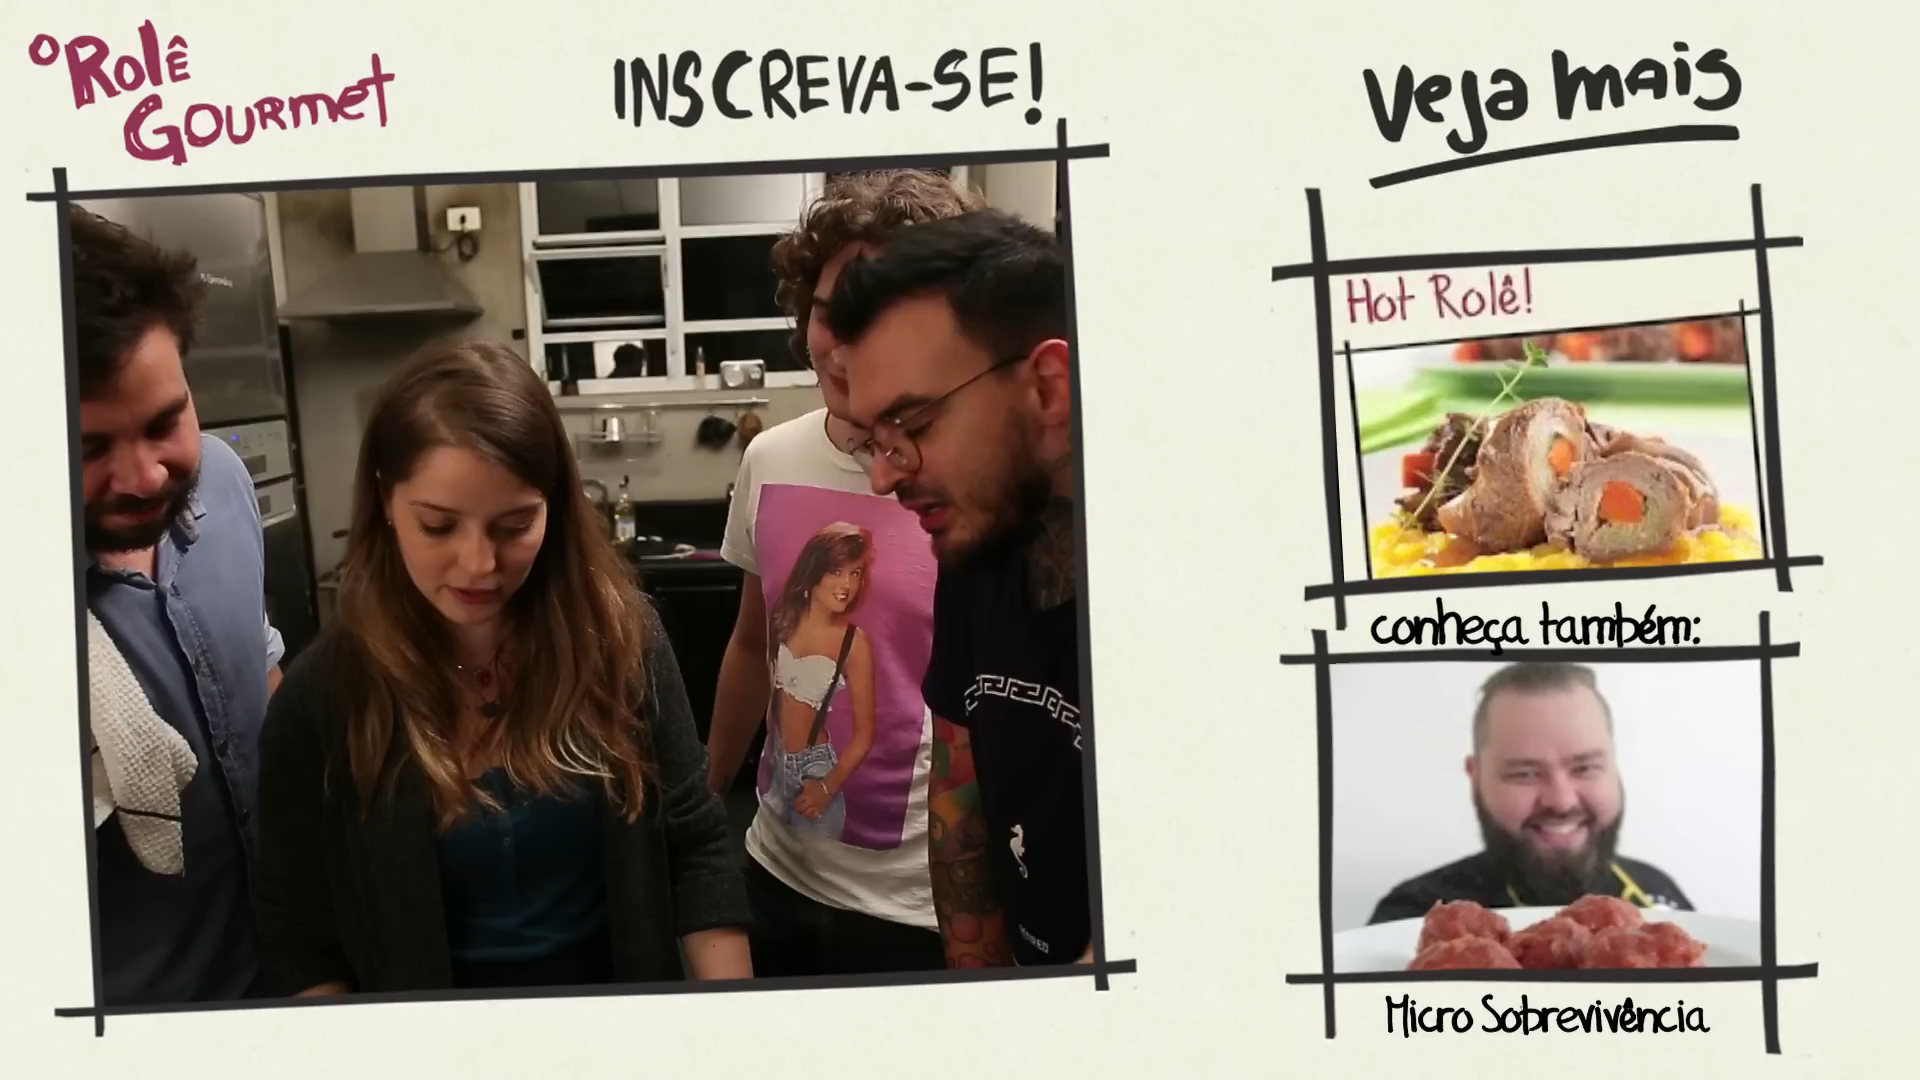 O Rolê
Gourmet
INSCREVA-SE!
Veja mais
Hot Rolê!
conheça também:
Micro Sobrevivência